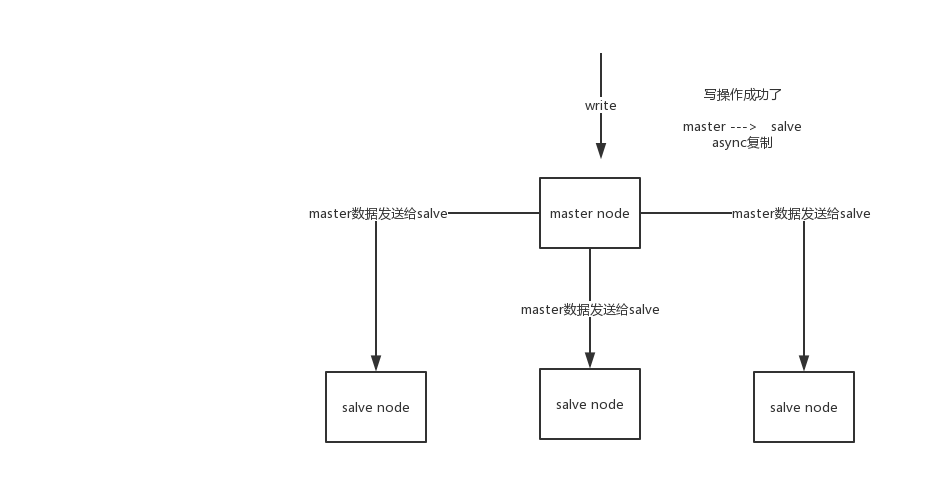 写操作成功了
write
master ---> salve
async复制
master数据发送给salve
master node
master数据发送给salve
master数据发送给salve
salve node
salve node
salve node